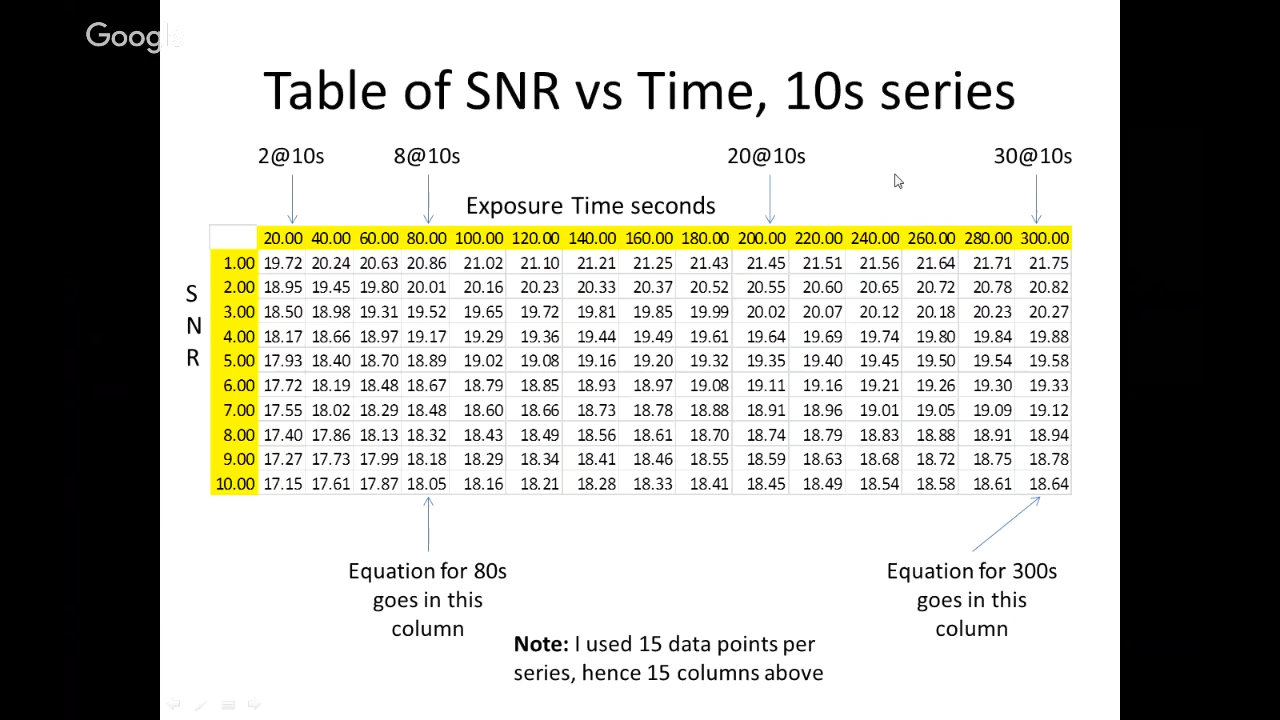 Google
Table of SNR vs Time, 10s series
2@10s 8@10s 20@10s 30@10s
Exposure Time seconds
20.00 40.00 60.00 80.00 100.00 120.00 140.00 160.00 180.00 200.00 220.00 240.00 260.00 280.00 300.00
1.00 19.72 20.24 20.63 20.86 21.02 21.10 21.21 21.25 21.43 21.45 21.51 21.56 21.64 21.71 21.75
2.00 18.95 19.45 19.80 20.01 20.16 20.23 20.33 20.37 20.52 20.55 20.60 20.65 20.72 20.78 20.82
3.00 18.50 18.98 19.31 19.52 19.65 19.72 19.81 19.85 19.99 20.02 20.07 20.12 20.18 20.23 20.27
4.00 18.17 18.66 18.97 19.17 19.29 19.36 19.44 19.49 19.61 19.64 19.69 19.74 19.80 19.84 19.88
5.00 17.93 18.40 18.70 18.89 19.02 19.08 19.16 19.20 19.32 19.35 19.40 19.45 19.50 19.54 19.58
6.00 17.72 18.19 18.48 18.67 18.79 18.85 18.93 18.97 19.08 19.11 19.16 19.21 19.26 19.30 19.33
7.00 17.55 18.02 18.29 18.48 18.60 18.66 18.73 18.78 18.88 18.91 18.96 19.01 19.05 19.09 19.12
8.00 17.40 17.86 18.13 18.32 18.43 18.49 18.56 18.61 18.70 18.74 18.79 18.83 18.88 18.91 18.94
9.00 17.27 17.73 17.99 18.18 18.29 18.34 18.41 18.46 18.55 18.59 18.63 18.68 18.72 18.75 18.78
10.00 17.15 17.61 17.87 18.05 18.16 18.21 18.28 18.33 18.41 18.45 18.49 18.54 18.58 18.61 18.64
S
N
R
Equation for 80s
goes in this
column
Equation for 300s
goes in this
column
Note: I used 15 data points per
series, hence 15 columns above